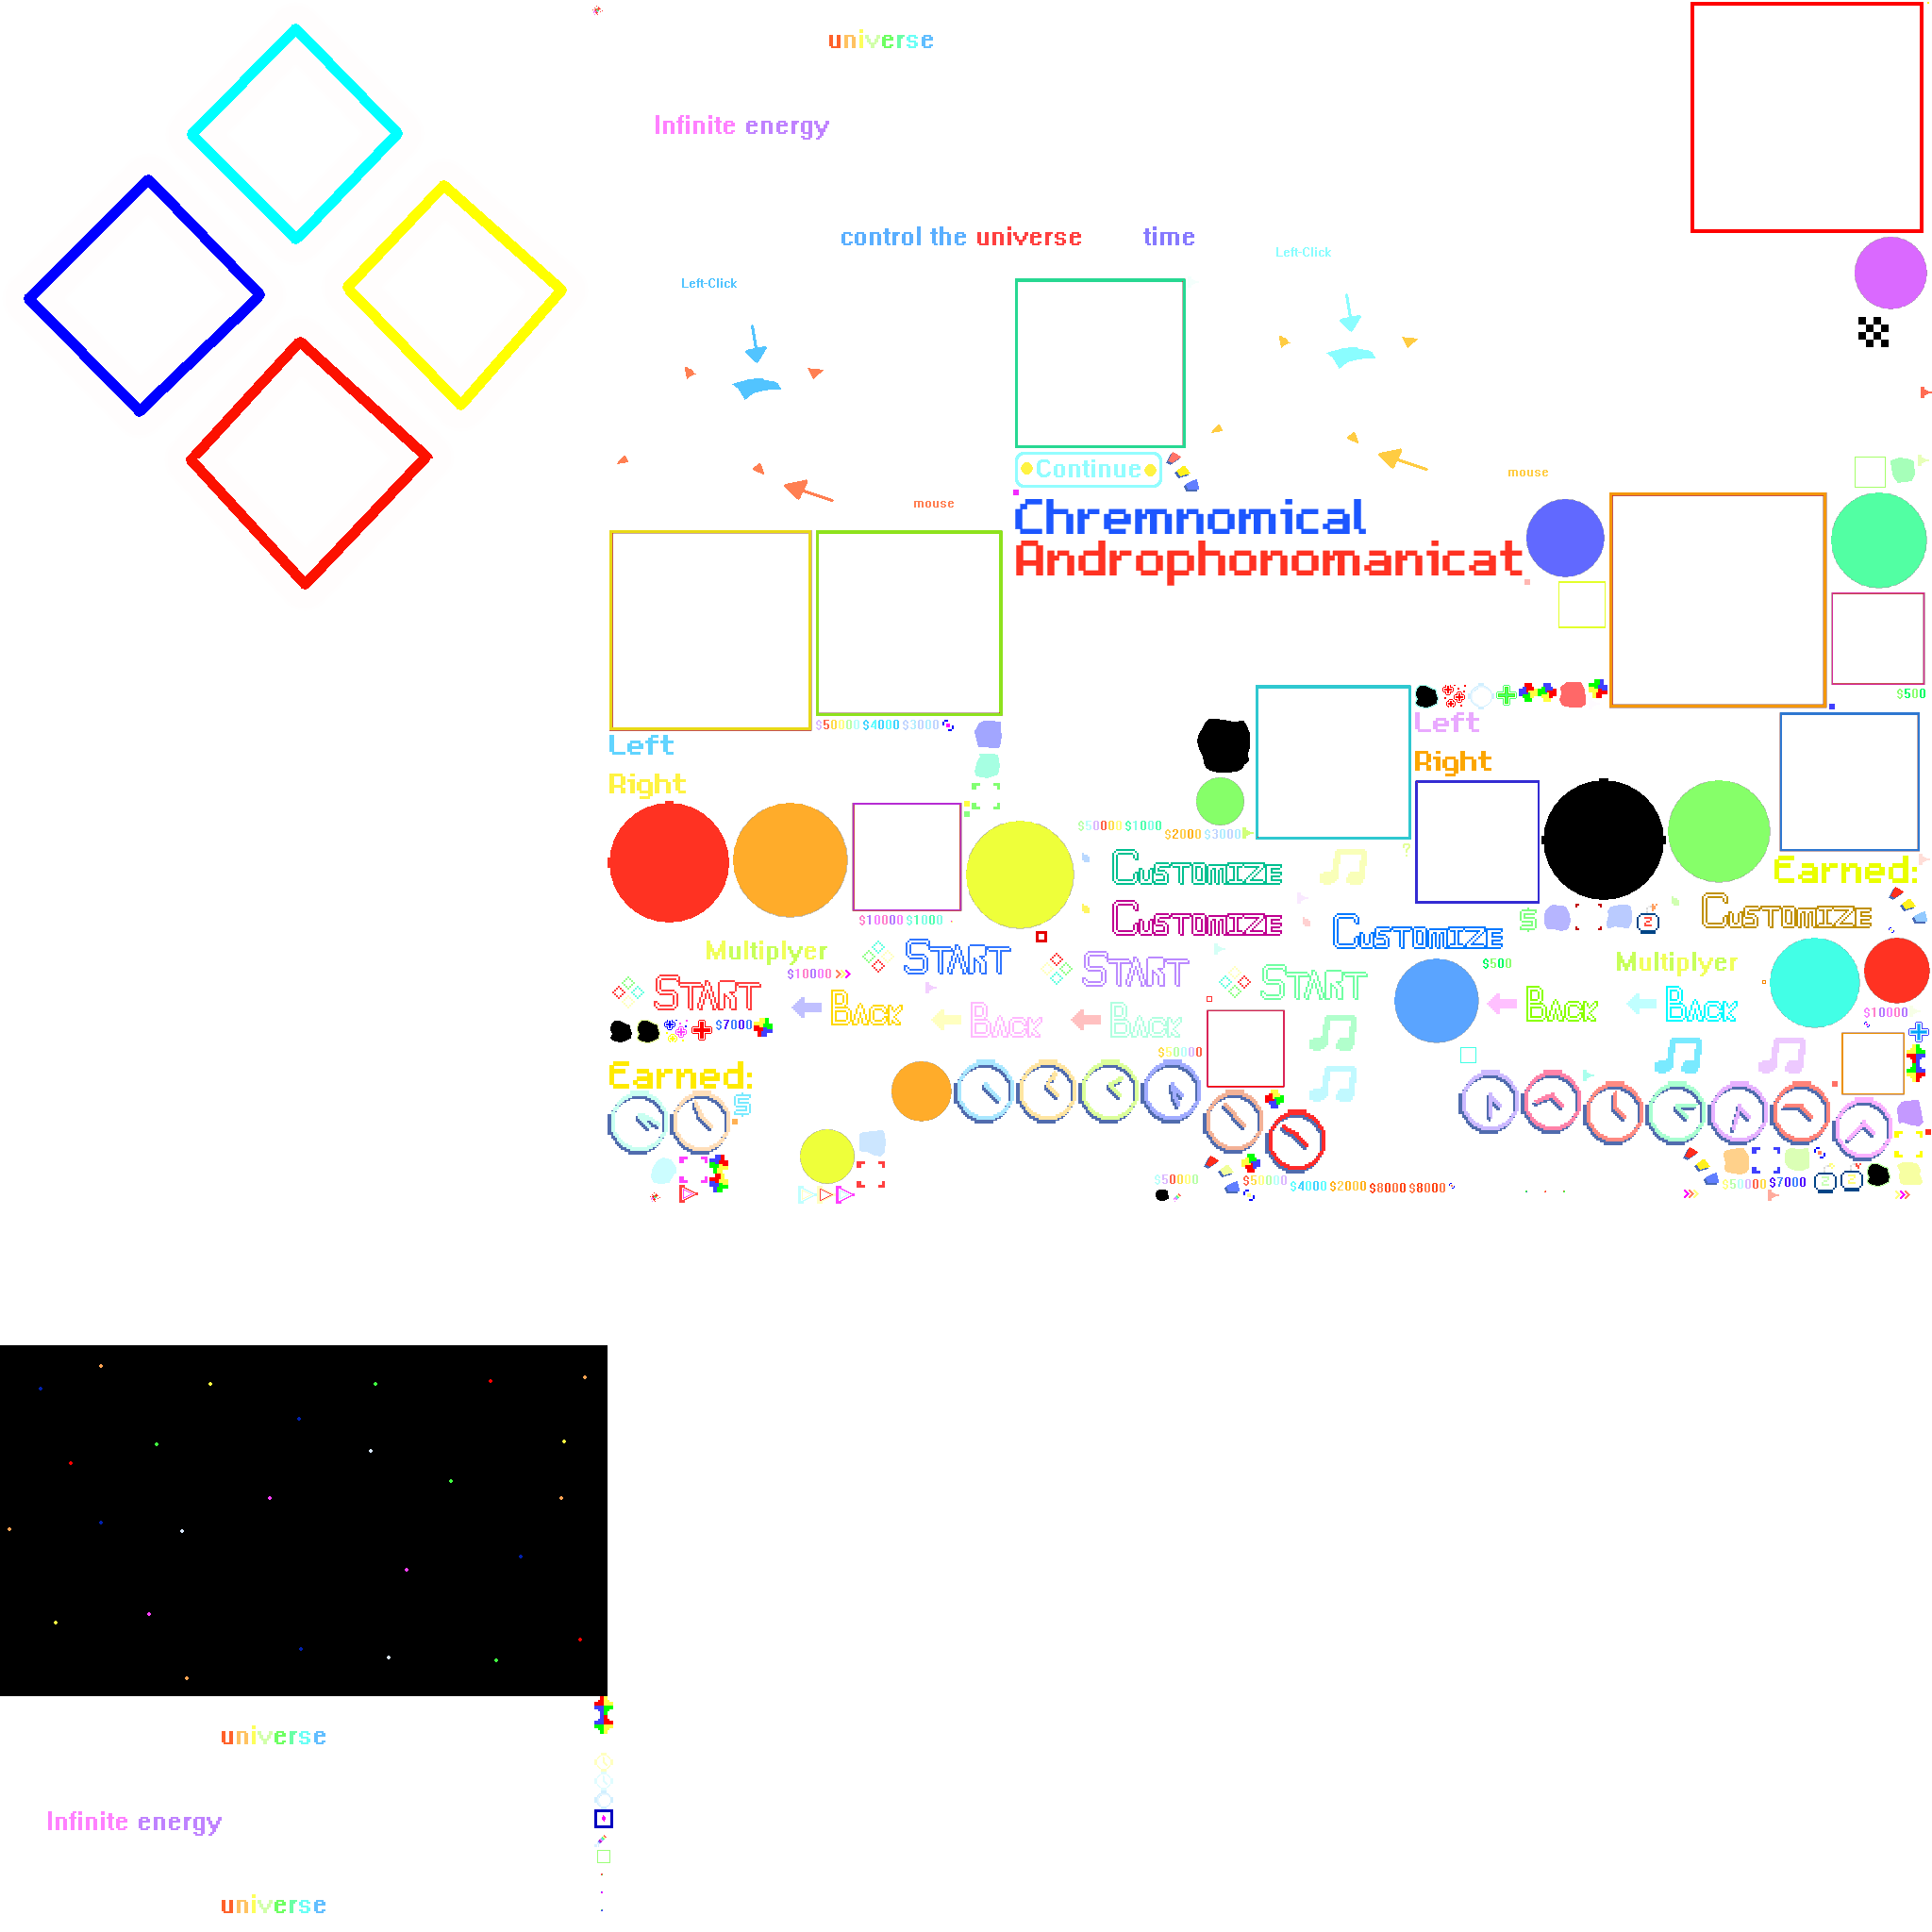 universe
Infinite energy
control the universe time
Left-Click
Left-Click
Continue
mouse
mouse
Chremnomical
Androphonomanicat
$500
$50000 $4000 $3000
Left
Left
Right
Right
$50000 $1000
$2000 $3000
?
Customize
Earned:
$10000 $1000
Customize
Customize
$
Z
Customize
Multiplyer
Start
Start
$500
Multiplyer
$10000
Start
Start
Back
Back
Back
Back
Back
$7000
$10000
$50000
Earned:
$
$50000
$50000 $4000 $2000 $8000 $8000
$50000 $7000
Z
Z
universe
Infinite energy
universe